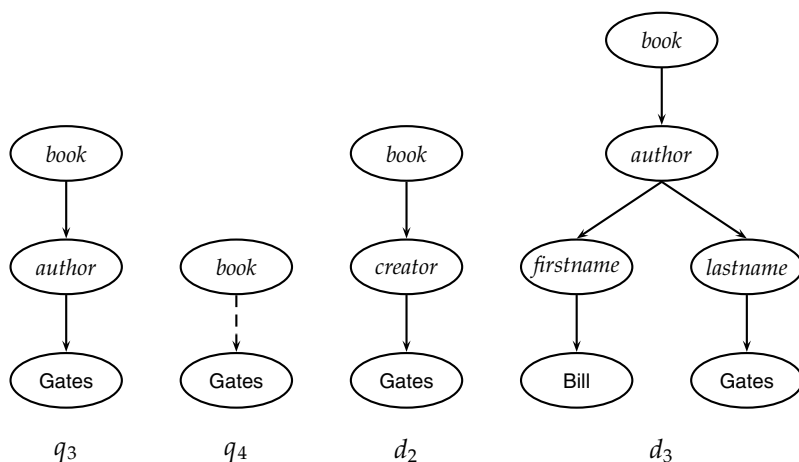 book
book
book
author
author
book
creator
firstname
lastname
Gates
Gates
Gates
Bill
Gates
q3
q4
d2
d3